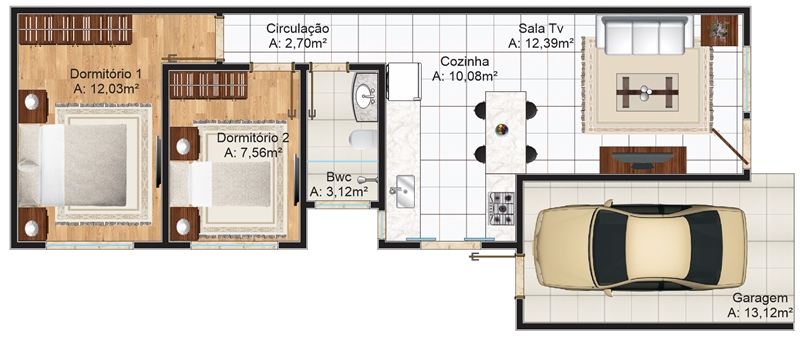 Dormitório 1
A: 12,03m²
Circulação
A: 2,70m²
Sala Tv
A: 12,39m²
Cozinha
A: 10,08m²
Dormitório 2
A: 7,56m²
Bwc
A: 3,12m²
Garagem
A: 13,12m²